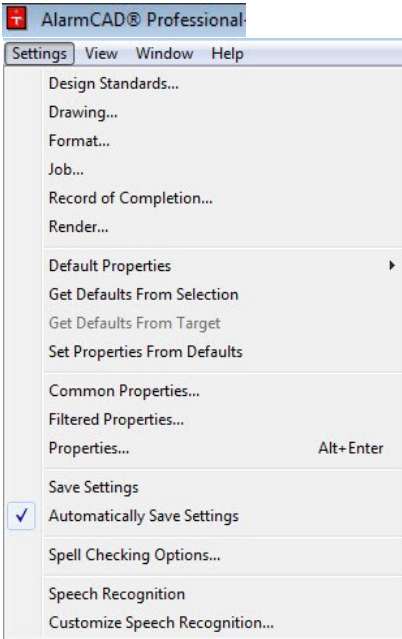 AlarmCAD® Professional
Settings View Window Help
Design Standards...
Drawing...
Format...
Job...
Record of Completion...
Render...
Default Properties
Get Defaults From Selection
Get Defaults From Target
Set Properties From Defaults
Common Properties...
Filtered Properties...
Properties... Alt+Enter
Save Settings
Automatically Save Settings
Spell Checking Options...
Speech Recognition
Customize Speech Recognition...